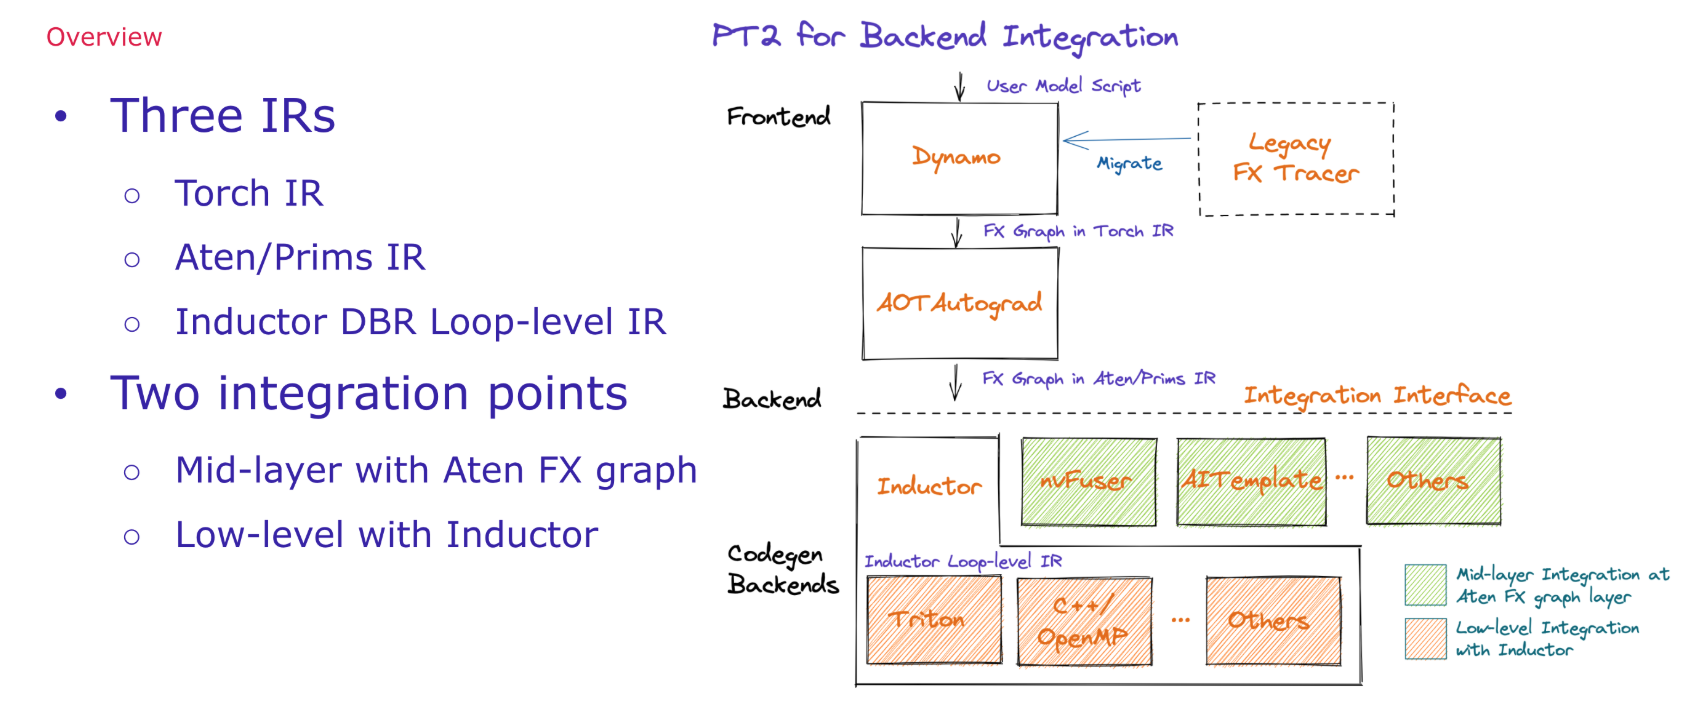 Overview
• Three IRs
○ Torch IR
○ Aten/Prims IR
○ Inductor DBR Loop-level IR
• Two integration points
○ Mid-layer with Aten FX graph
○ Low-level with Inductor
PT2 for Backend Integration
User Model Script
Frontend
Dynamo
Migrate
Legacy
FX Tracer
FX Graph in Torch IR
AOTAutograd
FX Graph in Aten/Prims IR
Backend
Integration Interface
Inductor
nvFuser
AITemplate
...
Others
Codegen
Backends
Inductor Loop-level IR
Triton
C++/
OpenMP
...
Others
Mid-layer Integration at
Aten FX graph layer
Low-level Integration
with Inductor